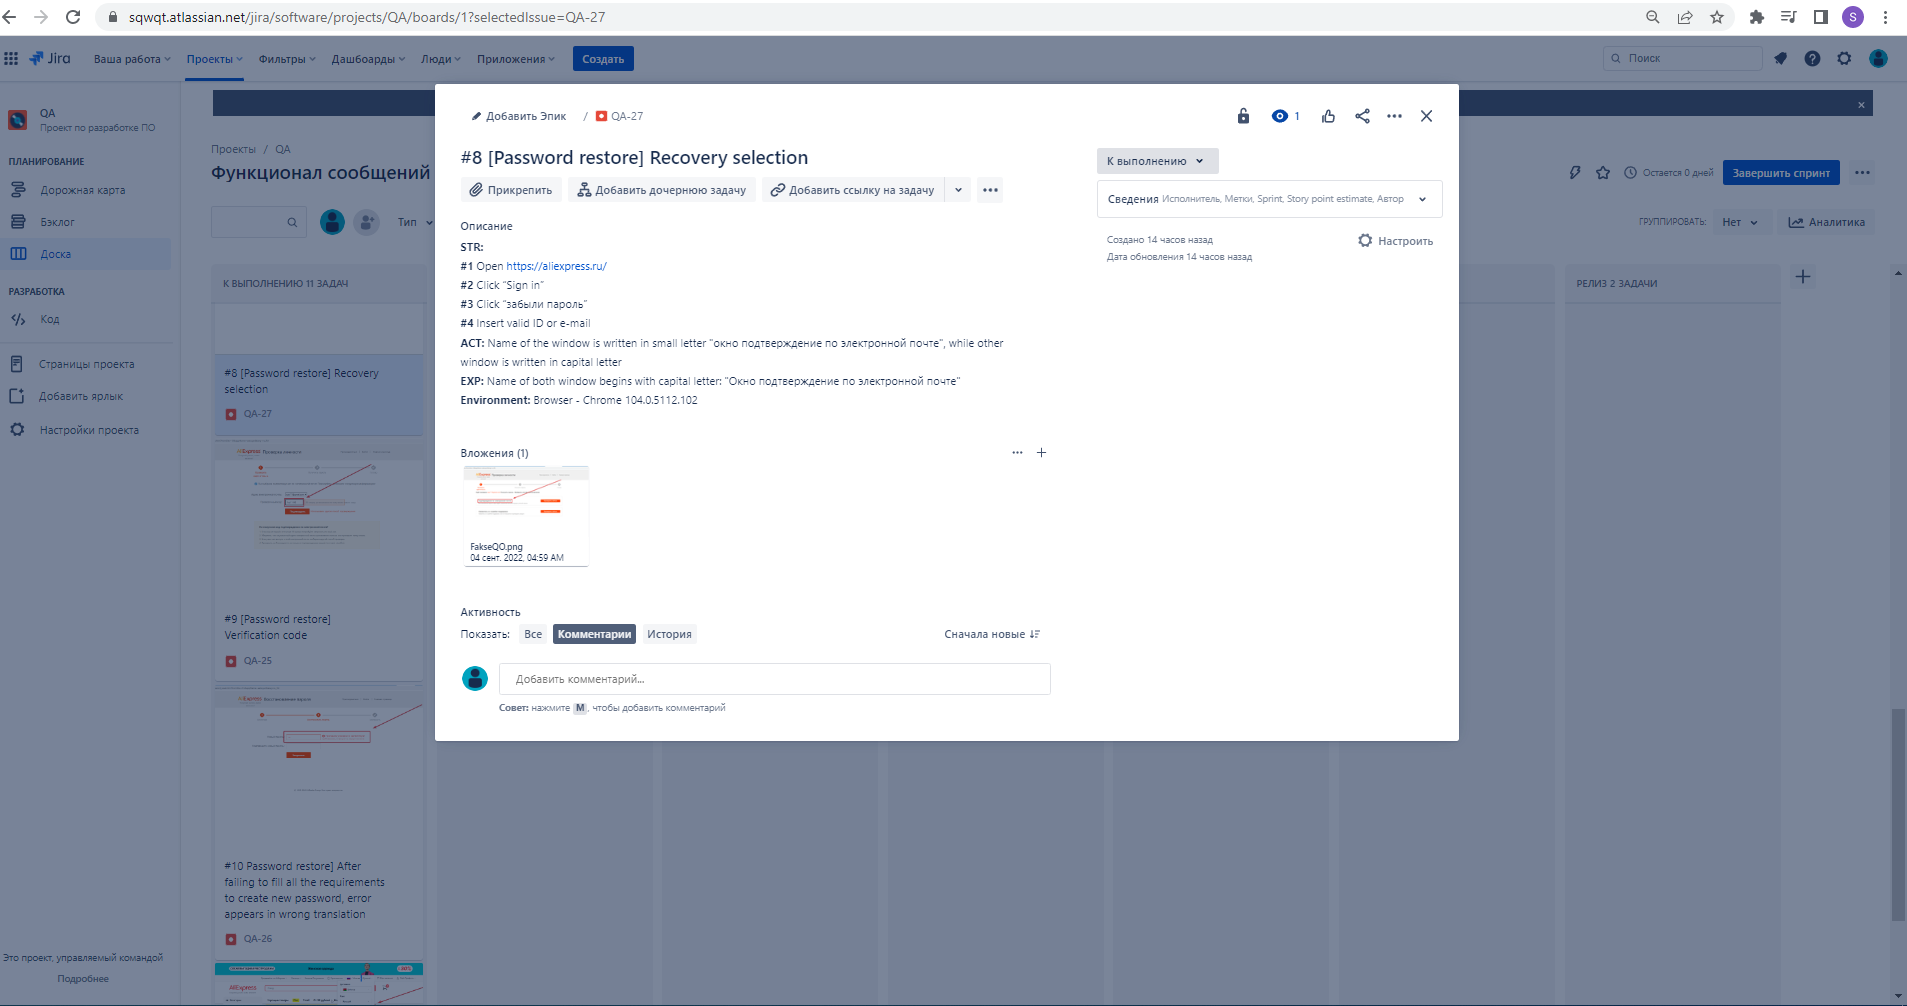 sqwqt.atlassian.net/jira/software/projects/QA/boards/1?selectedIssue=QA-27
S
Jira
Ваша работа
Проекты
Фильтры
Дашборды
Люди
Приложения
Создать
Поиск
QA
Проект по разработке ПО
ПЛАНИРОВАНИЕ
Дорожная карта
Бэклог
Доска
РАЗРАБОТКА
Код
Страницы проекта
Добавить ярлык
Настройки проекта
Это проект, управляемый командой
Подробнее
Проекты / QA
Функционал сообщений
Остается 0 дней
Завершить спринт
Тип
ГРУППИРОВАТЬ:
Нет
Аналитика
К ВЫПОЛНЕНИЮ 11 ЗАДАЧ
РЕЛИЗ 2 ЗАДАЧИ
#8 [Password restore] Recovery
selection
QA-27
#9 [Password restore]
Verification code
QA-25
#10 Password restore] After
failing to fill all the requirements
to create new password, error
appears in wrong translation
QA-26
Добавить Эпик / QA-27
1
#8 [Password restore] Recovery selection
Прикрепить
Добавить дочернюю задачу
Добавить ссылку на задачу
Описание
STR:
#1 Open https://aliexpress.ru/
#2 Click "Sign in"
#3 Click "забыли пароль"
#4 Insert valid ID or e-mail
ACT: Name of the window is written in small letter "окно подтверждение по электронной почте", while other
window is written in capital letter
EXP: Name of both window begins with capital letter: "Окно подтверждение по электронной почте"
Environment: Browser - Chrome 104.0.5112.102
Вложения (1)
FakseQO.png
04 сент. 2022, 04:59 AM
Активность
Показать:
Все
Комментарии
История
Сначала новые
Добавить комментарий...
Совет: нажмите M, чтобы добавить комментарий
К выполнению
Сведения Исполнитель, Метки, Sprint, Story point estimate, Автор
Создано 14 часов назад
Дата обновления 14 часов назад
Настроить